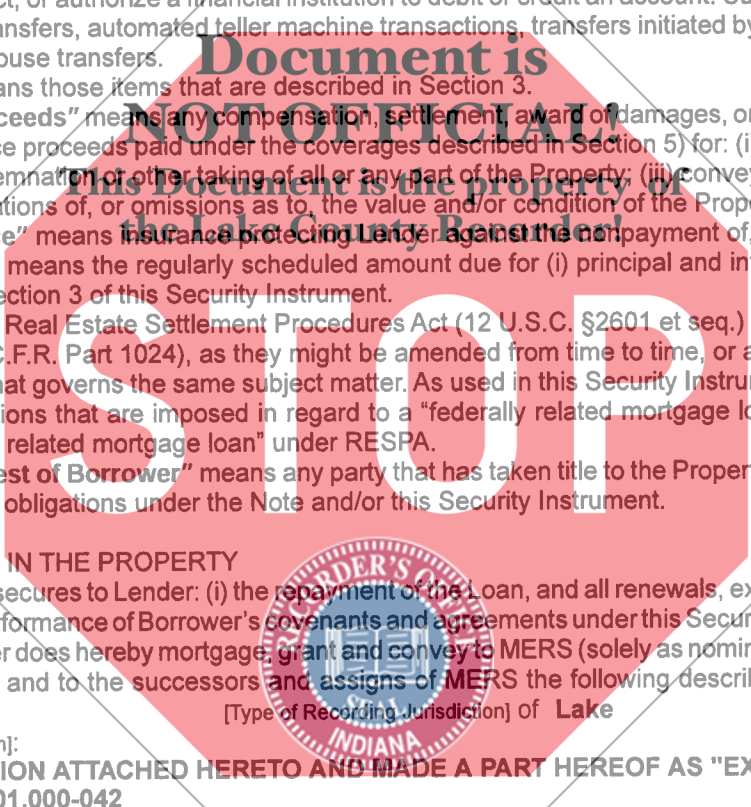 ct, or authorize a financial institution to debit or credit an account. Su
ansfers, automated teller machine transactions, transfers initiated by
ouse transfers.
Document is
ans those items that are described in Section 3.
ceeds" means any compensation, settlement, award of damages, or
NOT OFFICIAL!
ce proceeds paid under the coverages described in Section 5) for: (i
emnation or other taking of all or any part of the Property; (iii) convey
This Document is the property of
ations of, or omissions as to, the value and/or condition of the Prope
the Lake County Recorder!
e" means insurance protecting Lender against the nonpayment of,
means the regularly scheduled amount due for (i) principal and in
ection 3 of this Security Instrument.
Real Estate Settlement Procedures Act (12 U.S.C. §2601 et seq.)
C.F.R. Part 1024), as they might be amended from time to time, or a
hat governs the same subject matter. As used in this Security Instru
tions that are imposed in regard to a “federally related mortgage lo
related mortgage loan” under RESPA.
STOP
est of Borrower" means any party that has taken title to the Propert
obligations under the Note and/or this Security Instrument.
IN THE PROPERTY
secures to Lender: (i) the repayment of the Loan, and all renewals, ex
rformance of Borrower’s covenants and agreements under this Secur
er does hereby mortgage, grant and convey to MERS (solely as nomin
and to the successors and assigns of MERS the following descri
RECORDER'S OFFICE
SEAL
INDIANA
[Type of Recording Jurisdiction] of Lake
n]:
ION ATTACHED HERETO AND MADE A PART HEREOF AS "EX
01.000-042